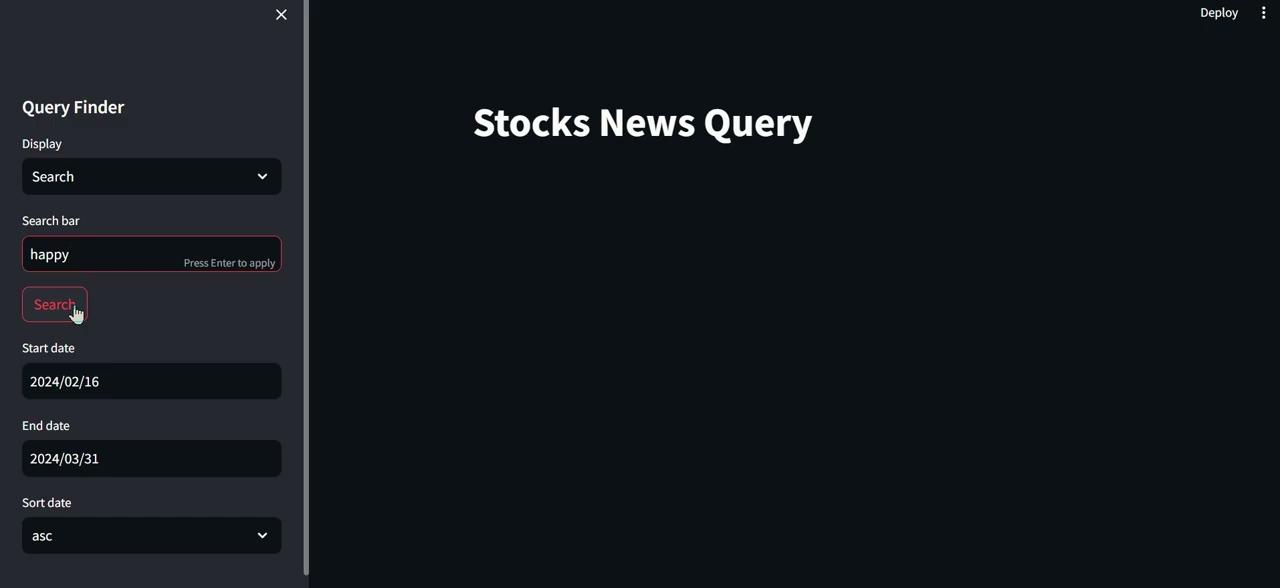 Deploy
Query Finder
Display
Search
Search bar
happy
Press Enter to apply
Search
Start date
2024/02/16
End date
2024/03/31
Sort date
asc
Stocks News Query